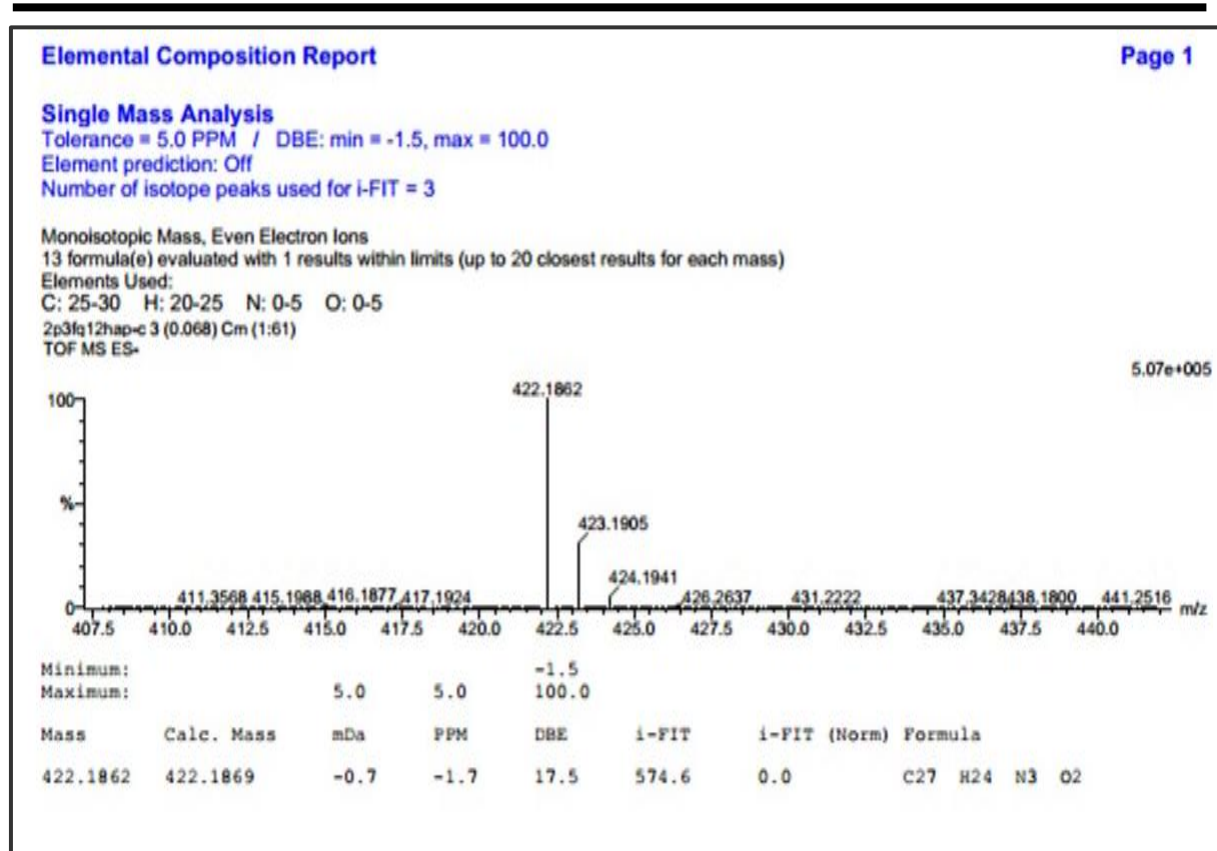 Elemental Composition Report Page 1
Single Mass Analysis
Tolerance = 5.0 PPM / DBE: min = -1.5, max = 100.0
Element prediction: Off
Number of isotope peaks used for i-FIT = 3
Monoisotopic Mass, Even Electron Ions
13 formula(e) evaluated with 1 results within limits (up to 20 closest results for each mass)
Elements Used:
C: 25-30 H: 20-25 N: 0-5 O: 0-5
2p3fq12hap-c 3 (0.068) Cm (1:61)
TOF MS ES-
5.07e+005
100
422.1862
%
423.1905
424.1941
411.3568 415.1988 416.1877 417.1924 426.2637 431.2222 437.3428 438.1800 441.2516
0
m/z
407.5 410.0 412.5 415.0 417.5 420.0 422.5 425.0 427.5 430.0 432.5 435.0 437.5 440.0
Minimum: -1.5
Maximum: 5.0 5.0 100.0
Mass Calc. Mass mDa PPM DBE i-FIT i-FIT (Norm) Formula
422.1862 422.1869 -0.7 -1.7 17.5 574.6 0.0 C27 H24 N3 O2